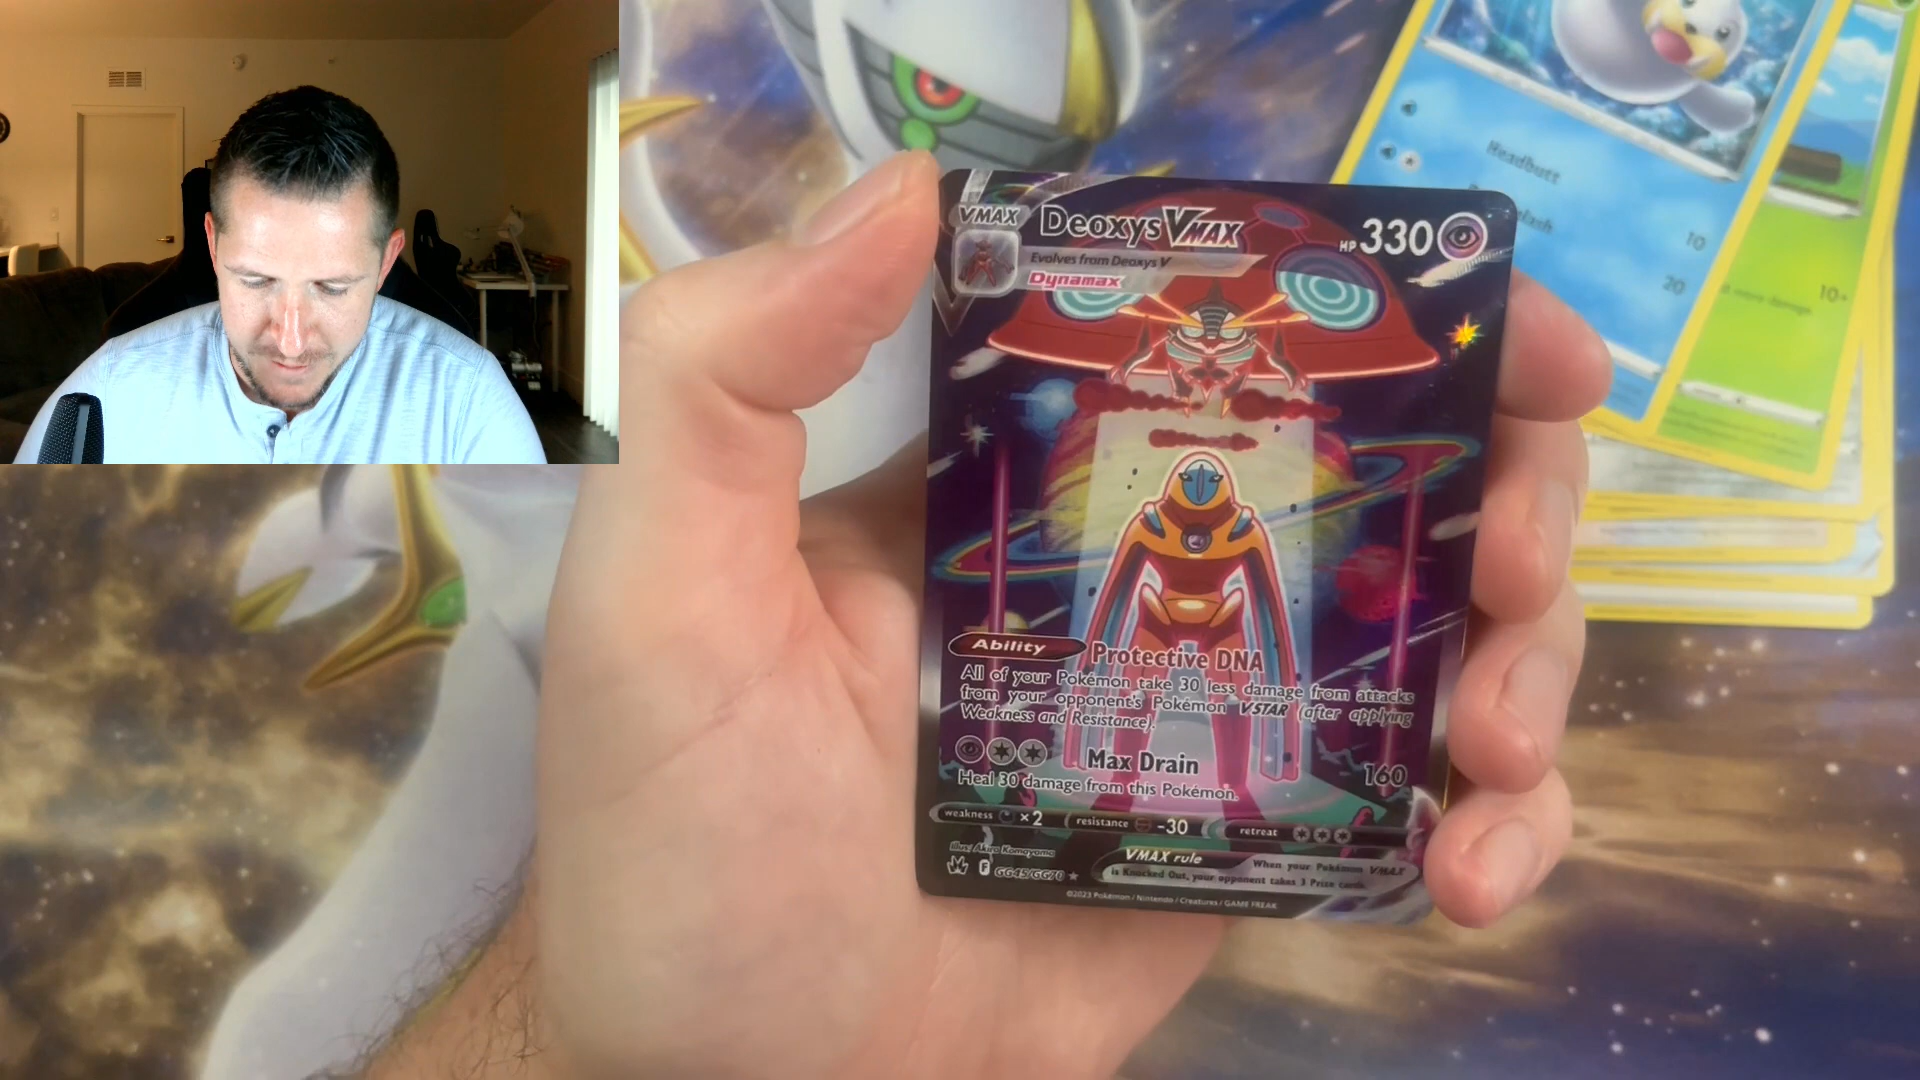 VMAX
Deoxys VMAX
HP 330
Evolves from Deoxys V
Dynamax
Ability Protective DNA
All of your Pokémon take 30 less damage from attacks
from your opponent's Pokémon VSTAR (after applying
Weakness and Resistance).
Max Drain 160
Heal 30 damage from this Pokémon.
weakness ×2 resistance -30 retreat
Illus. Akira Komayama
F GG45/GG70
VMAX rule When your Pokémon VMAX
is Knocked Out, your opponent takes 3 Prize cards.
©2023 Pokémon / Nintendo / Creatures / GAME FREAK
Headbutt
10
20
10+
more damage.